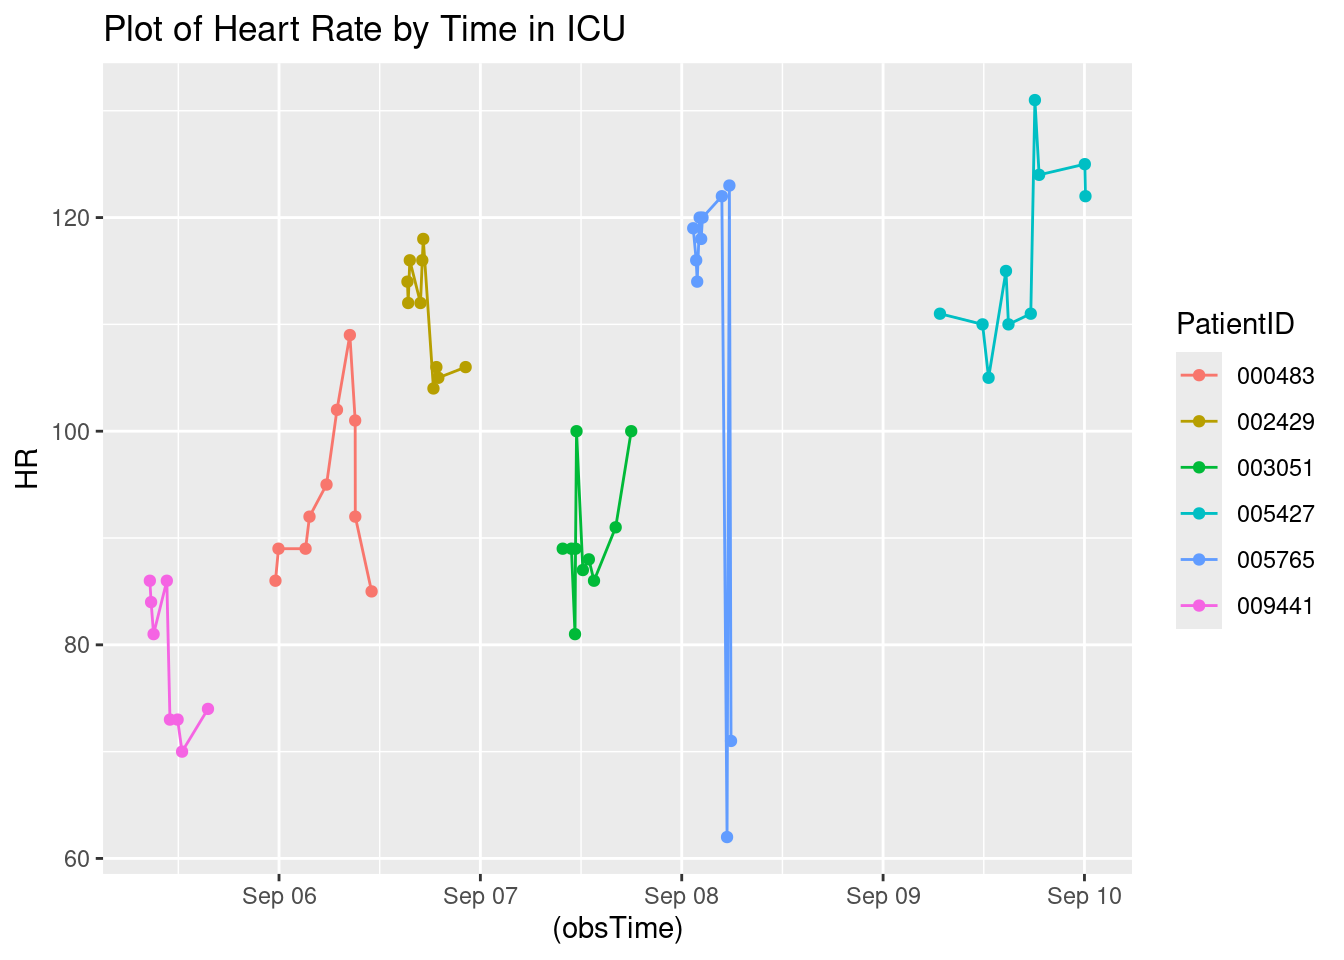 Plot of Heart Rate by Time in ICU
120
100
80
60
HR
Sep 06
Sep 07
Sep 08
Sep 09
Sep 10
(obsTime)
PatientID
000483
002429
003051
005427
005765
009441